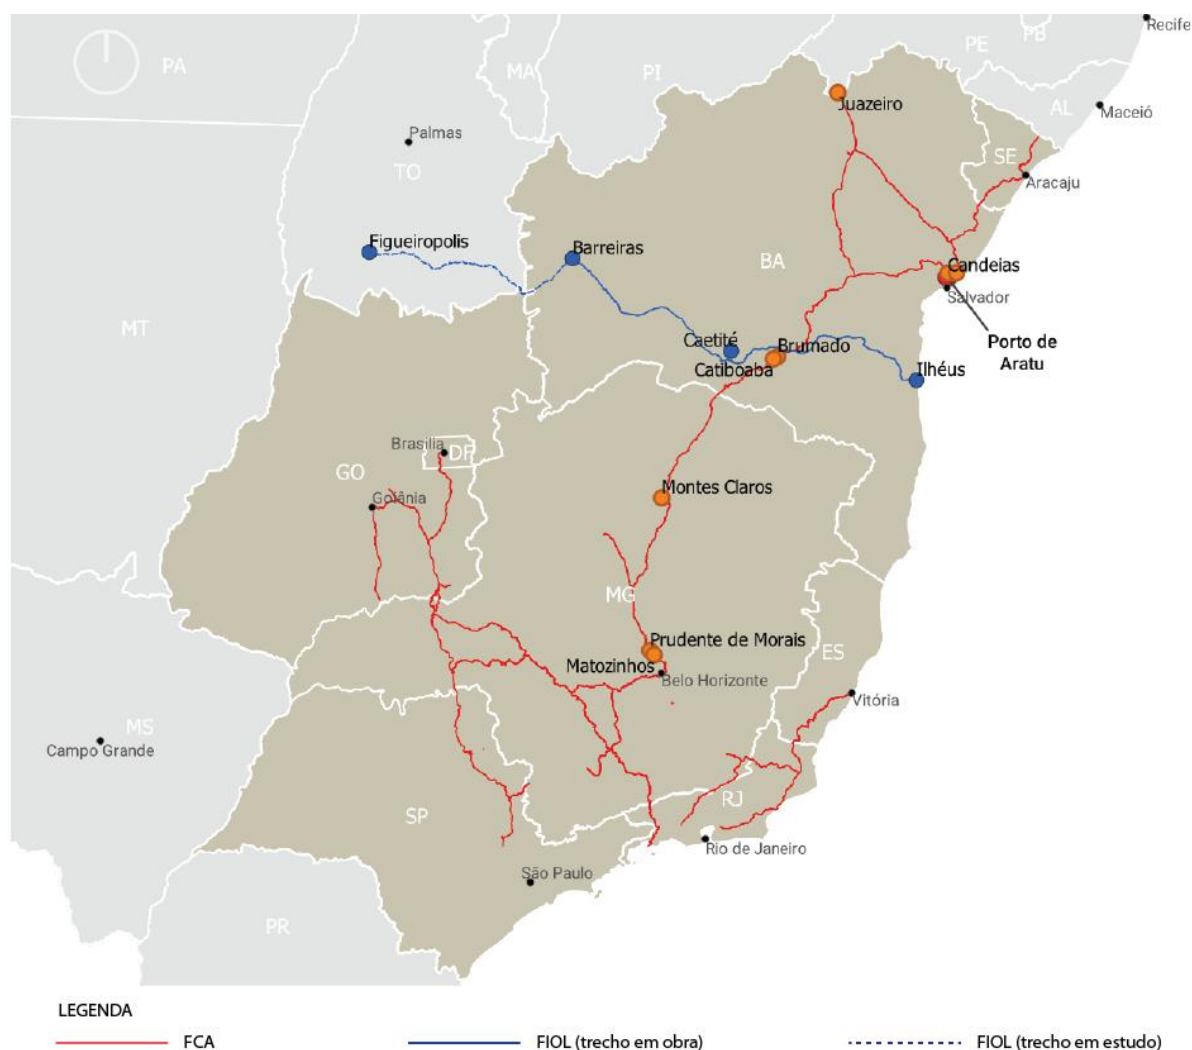 Recife
PB
PE
MA
PI
PA
Juazeiro
AL
Maceió
Palmas
SE
TO
Aracaju
Figueiropolis
Barreiras
BA
Candeias
Salvador
MT
Porto de
Aratu
Caetité
Brumado
Catiboaba
Ilhéus
Brasilia
DF
GO
Goiânia
Montes Claros
MG
Prudente de Morais
ES
Matozinhos
Belo Horizonte
Vitória
MS
Campo Grande
RJ
SP
Rio de Janeiro
São Paulo
PR
LEGENDA
FCA
FIOL (trecho em obra)
FIOL (trecho em estudo)